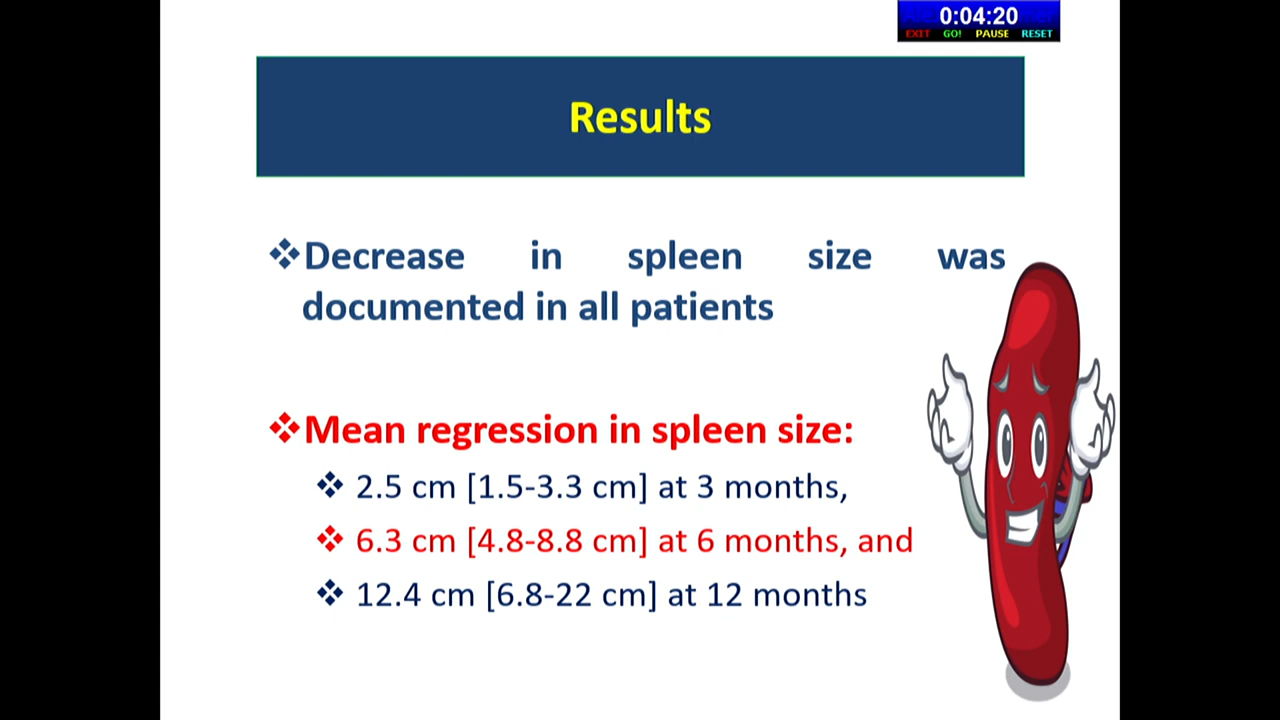 0:04:20
EXIT GO! PAUSE RESET
Results
❖Decrease in spleen size was
documented in all patients
❖Mean regression in spleen size:
❖ 2.5 cm [1.5-3.3 cm] at 3 months,
❖ 6.3 cm [4.8-8.8 cm] at 6 months, and
❖ 12.4 cm [6.8-22 cm] at 12 months